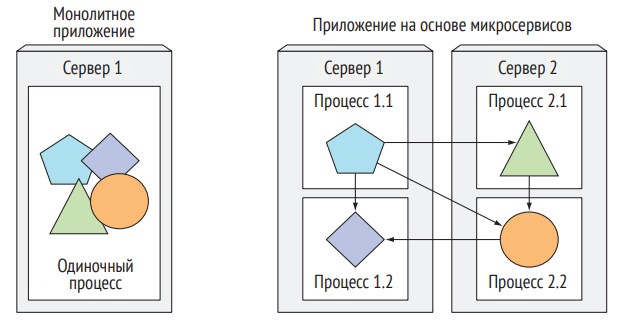 Монолитное
приложение
Сервер 1
Одиночный
процесс
Приложение на основе микросервисов
Сервер 1
Процесс 1.1
Процесс 1.2
Сервер 2
Процесс 2.1
Процесс 2.2